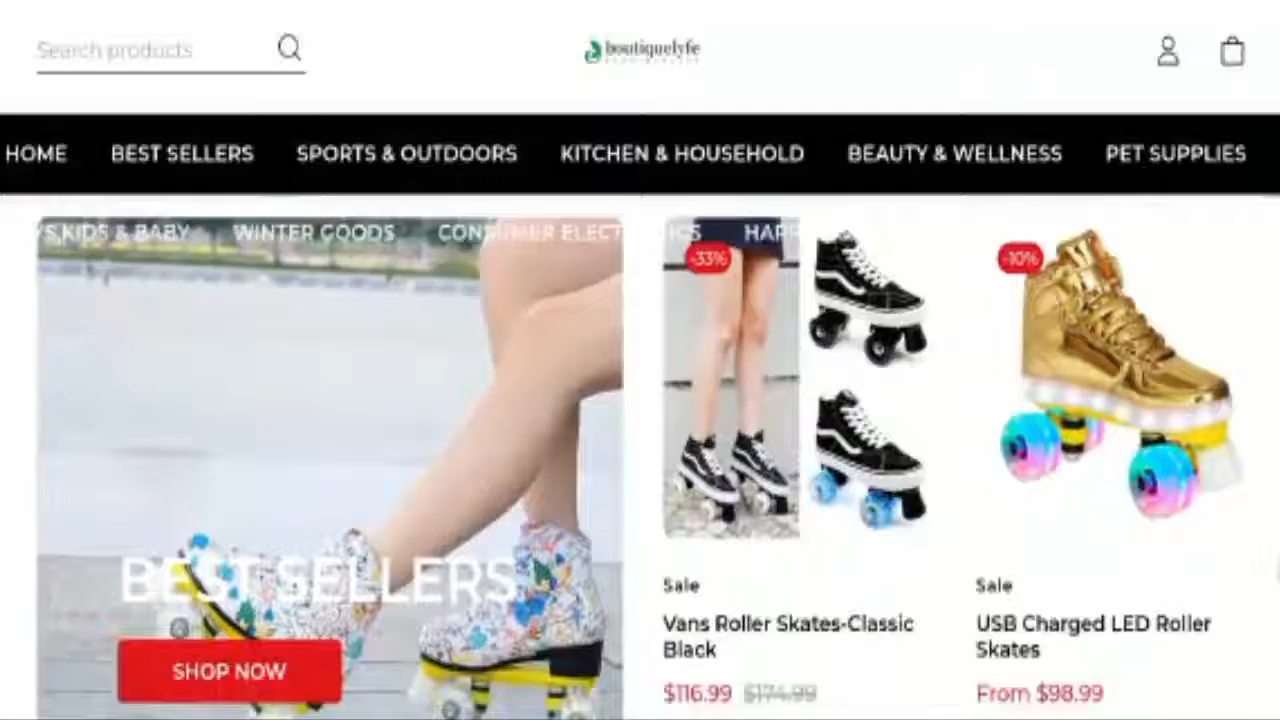 Search products
boutiquelyfe
HOME BEST SELLERS SPORTS & OUTDOORS KITCHEN & HOUSEHOLD BEAUTY & WELLNESS PET SUPPLIES
KIDS & BABY WINTER GOODS CONSUMER
-33%
-10%
BEST SELLERS
SHOP NOW
Sale
Vans Roller Skates-Classic
Black
$116.99 $174.99
Sale
USB Charged LED Roller
Skates
From $98.99